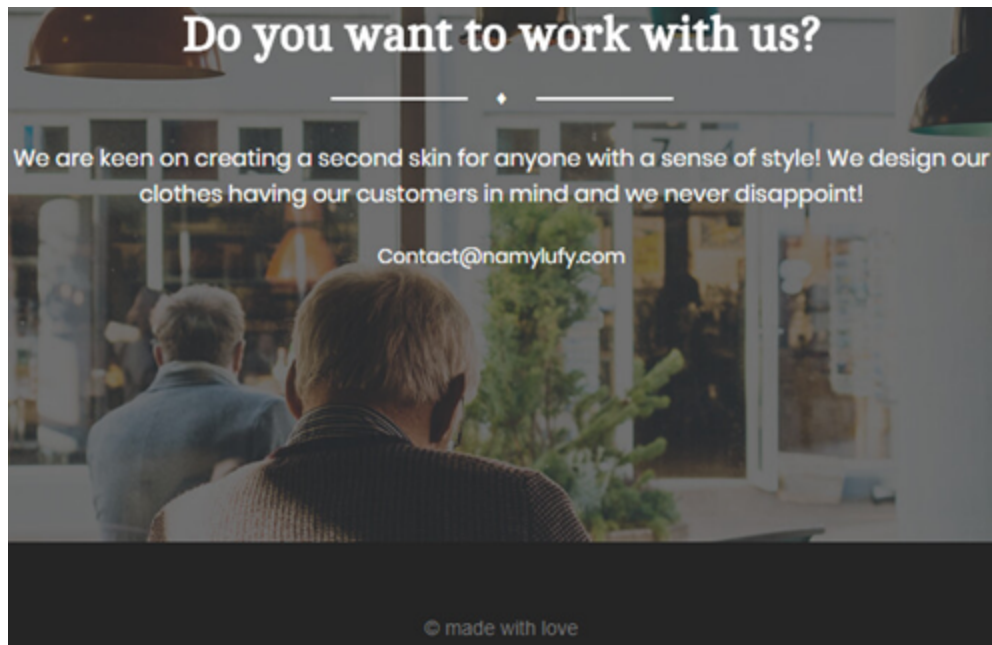 Do you want to work with us?
We are keen on creating a second skin for anyone with a sense of style! We design our
clothes having our customers in mind and we never disappoint!
Contact@namylufy.com
© made with love